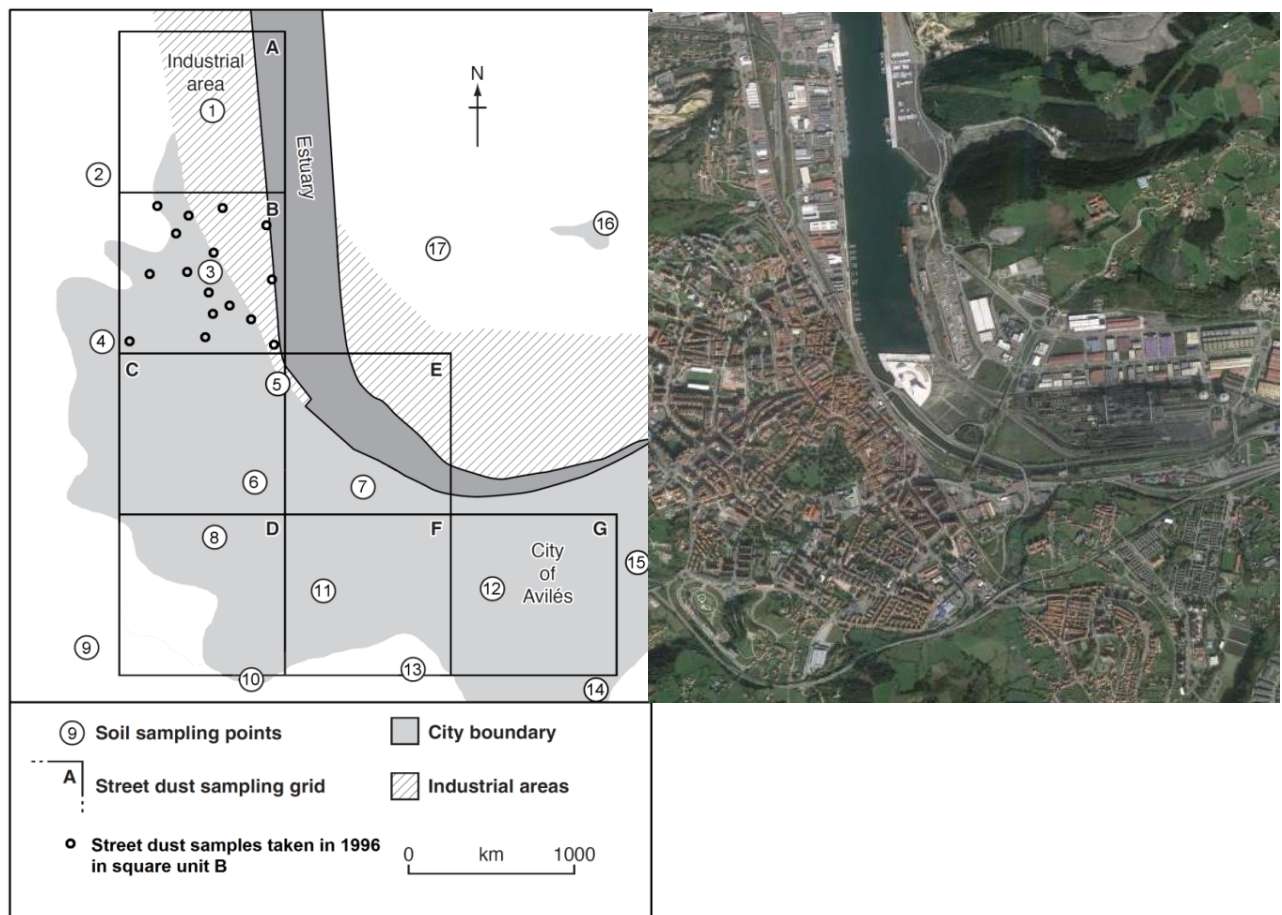 A
Industrial
area
1
N
Estuary
2
B
16
17
3
4
C
E
5
6
7
D
F
G
8
City
of
Avilés
15
11
12
9
13
10
14
9 Soil sampling points
City boundary
A Street dust sampling grid
Industrial areas
Street dust samples taken in 1996
in square unit B
0 km 1000